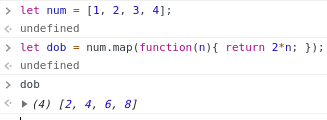 let num = [1, 2, 3, 4];
undefined
let dob = num.map(function(n){ return 2*n; });
undefined
dob
(4) [2, 4, 6, 8]